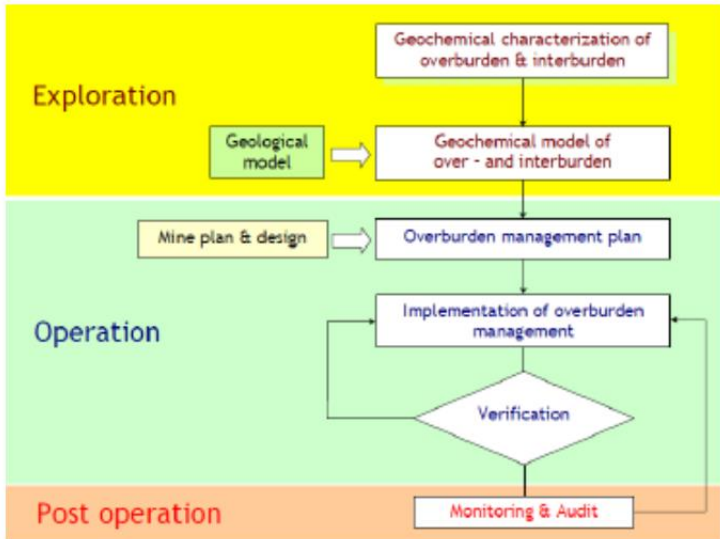 Geochemical characterization of
overburden & interburden
Exploration
Geological
model
Geochemical model of
over - and interburden
Mine plan & design
Overburden management plan
Operation
Implementation of overburden
management
Verification
Post operation
Monitoring & Audit